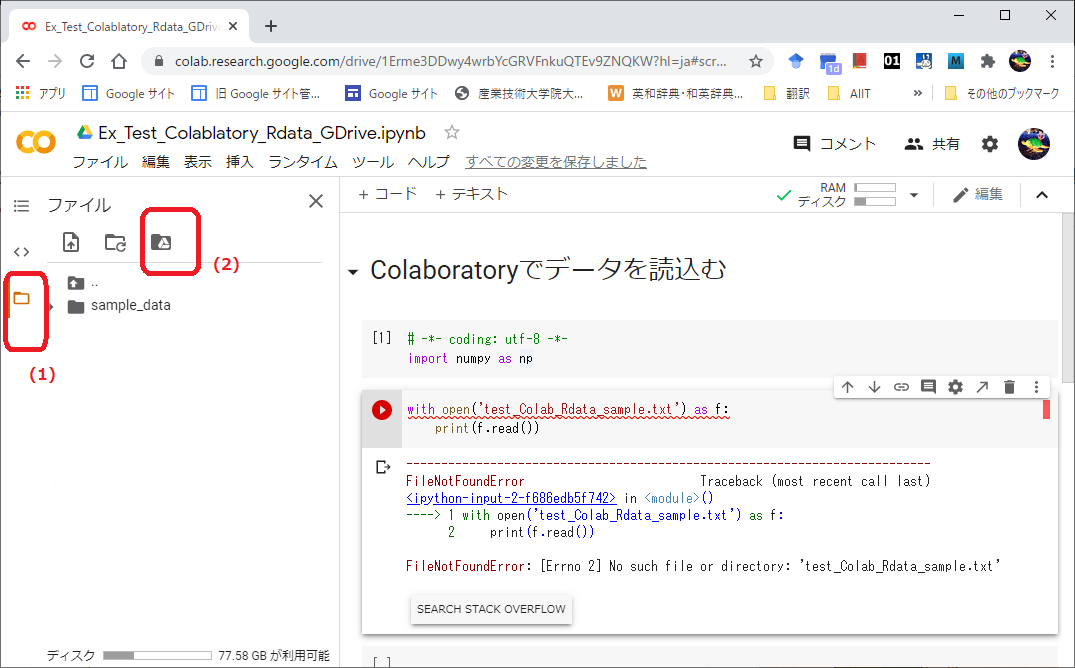 Ex_Test_Colablatory_Rdata_GDrive
colab.research.google.com/drive/1Erme3DDwy4wrbYcGRVFnkuQTEv9ZNQKW?hl=ja#scr...
1d
01
M
アプリ
Google サイト
旧 Google サイト管...
Google サイト
産業技術大学院大...
W
英和辞典・和英辞典...
翻訳
AIIT
»
その他のブックマーク
Ex_Test_Colablatory_Rdata_GDrive.ipynb
コメント
共有
ファイル 編集 表示 挿入 ランタイム ツール ヘルプ すべての変更を保存しました
ファイル
+ コード + テキスト
RAM
ディスク
編集
(2)
..
sample_data
(1)
Colaboratoryでデータを読込む
[1] # -*- coding: utf-8 -*-
import numpy as np
with open('test_Colab_Rdata_sample.txt') as f:
print(f.read())
---------------------------------------------------------------------------
FileNotFoundError Traceback (most recent call last)
<ipython-input-2-f686edb5f742> in <module>()
----> 1 with open('test_Colab_Rdata_sample.txt') as f:
2 print(f.read())
FileNotFoundError: [Errno 2] No such file or directory: 'test_Colab_Rdata_sample.txt'
SEARCH STACK OVERFLOW
ディスク 77.58 GB が利用可能
[ ]